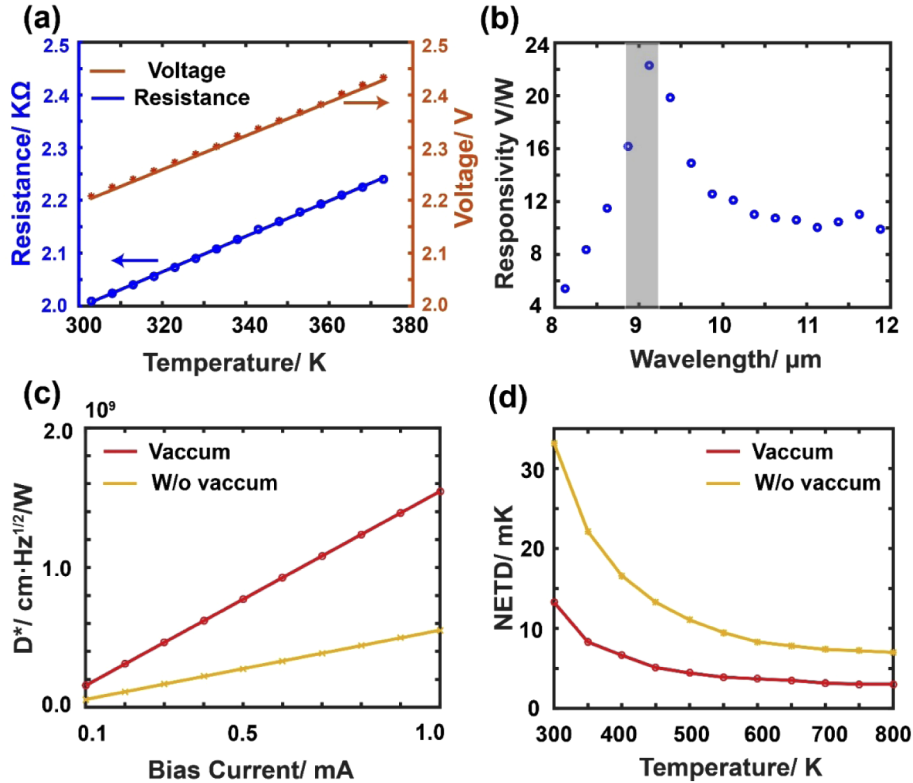 (a)
2.5
2.4
2.3
2.2
2.1
2.0
Resistance/ KΩ
Voltage
Resistance
2.5
2.4
2.3
2.2
2.1
2.0
Voltage/ V
300 320 340 360 380
Temperature/ K
(b)
24
20
16
12
8
4
Responsivity V/W
8 9 10 11 12
Wavelength/ μm
(c)
10⁹
2.0
1.0
0.0
D*/ cm·Hz¹/²/W
Vaccum
W/o vaccum
0.1 0.5 1.0
Bias Current/ mA
(d)
30
20
10
0
NETD/ mK
Vaccum
W/o vaccum
300 400 500 600 700 800
Temperature/ K